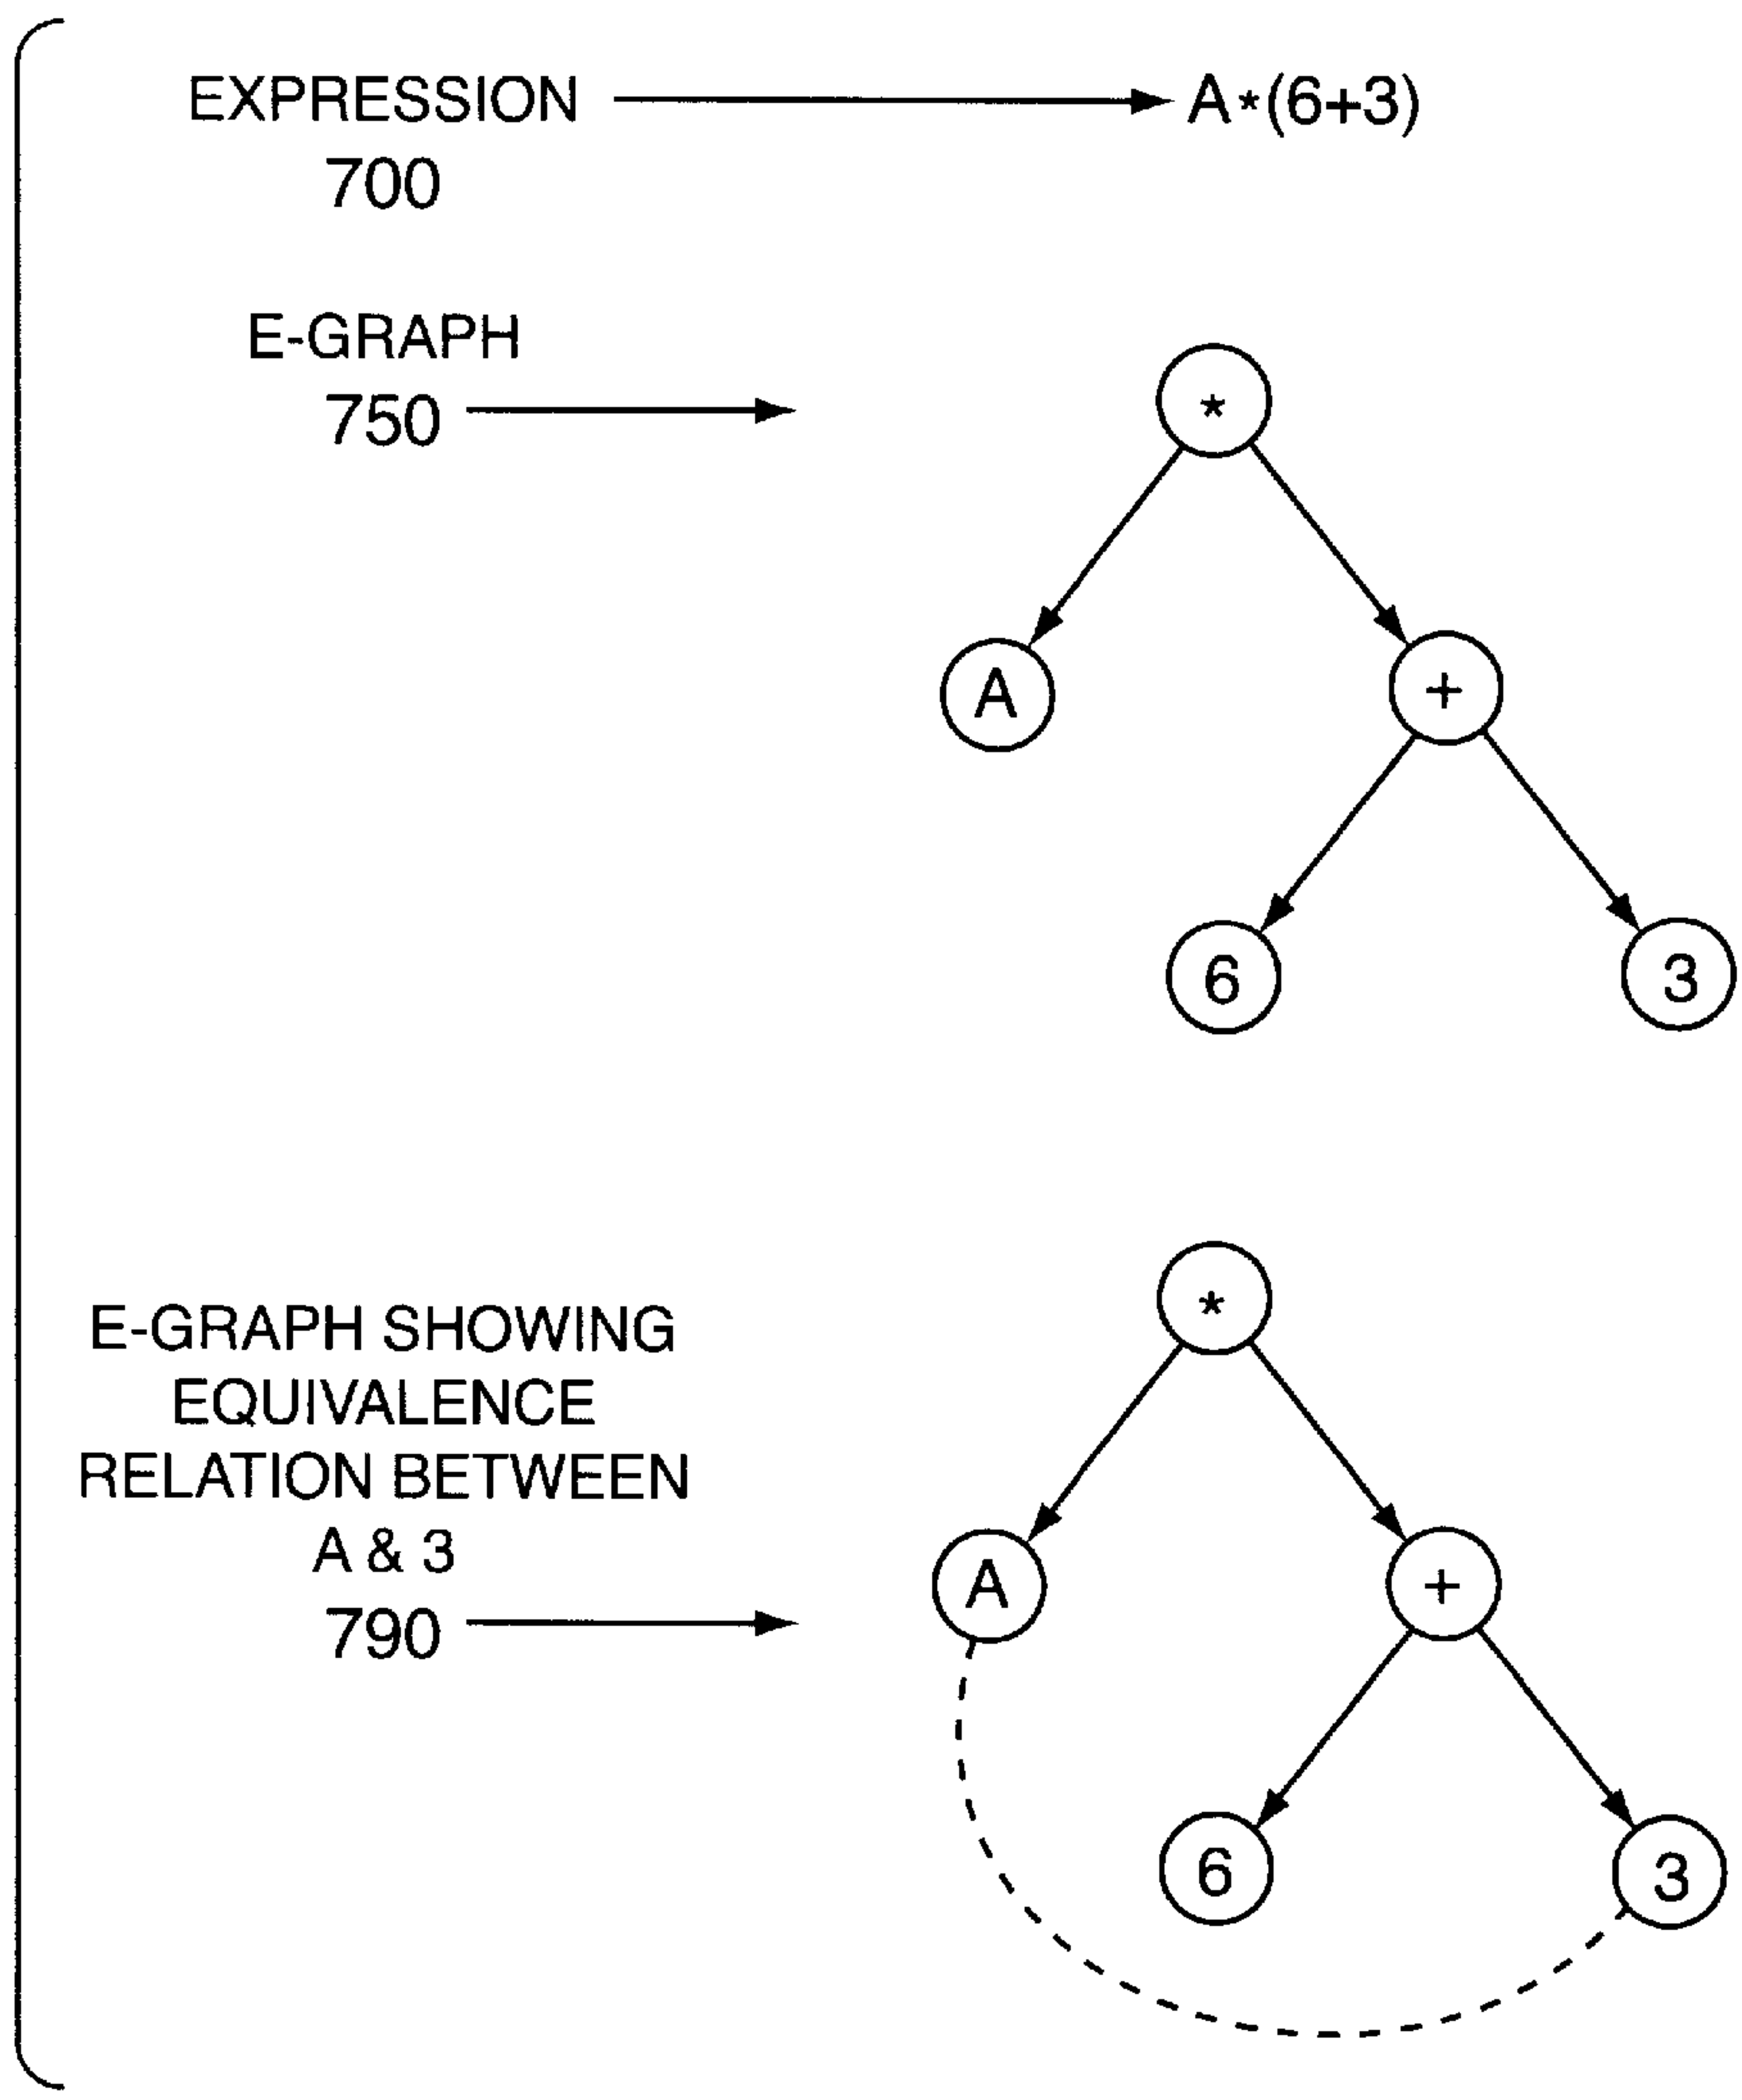 EXPRESSION A*(6+3)
700
E-GRAPH
750
*
A +
6 3
*
E-GRAPH SHOWING
EQUIVALENCE
RELATION BETWEEN
A & 3
790
A +
6 3